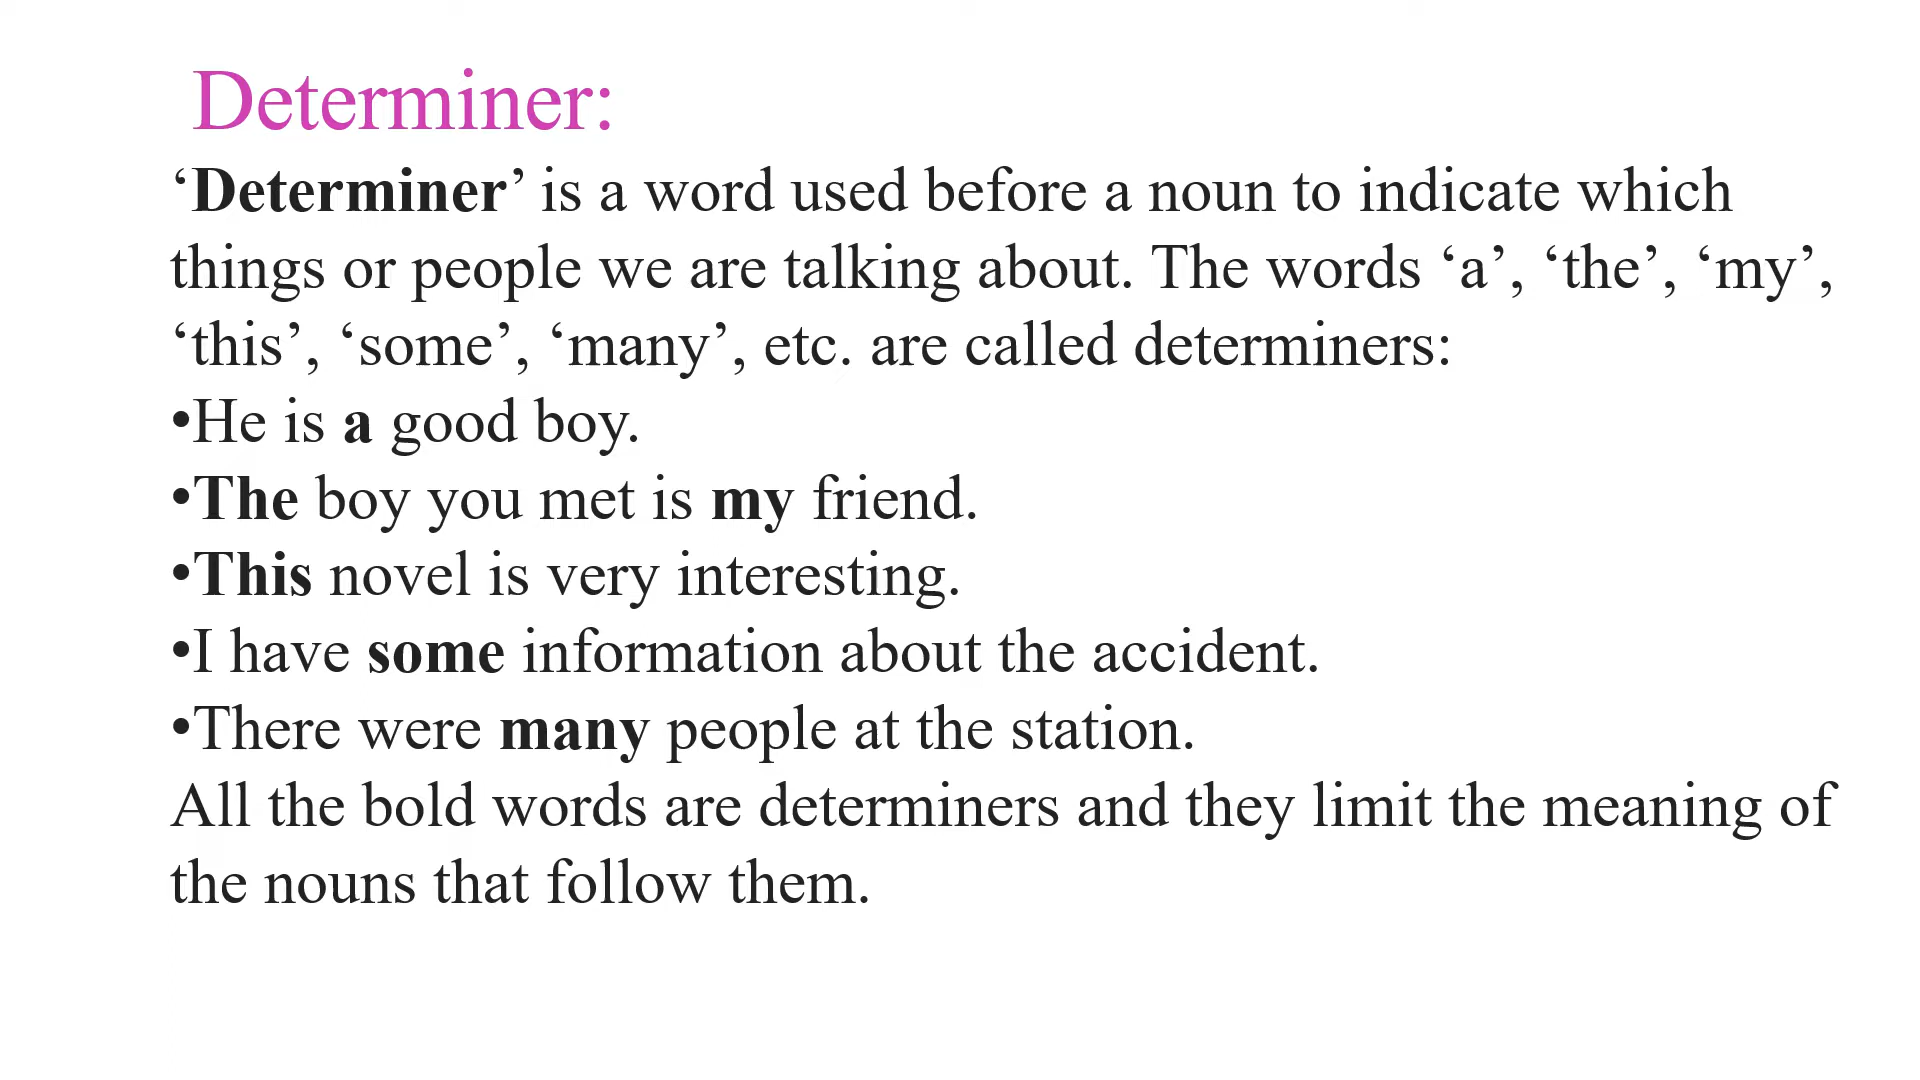 Determiner:
‘Determiner’ is a word used before a noun to indicate which
things or people we are talking about. The words ‘a’, ‘the’, ‘my’,
‘this’, ‘some’, ‘many’, etc. are called determiners:
•He is a good boy.
•The boy you met is my friend.
•This novel is very interesting.
•I have some information about the accident.
•There were many people at the station.
All the bold words are determiners and they limit the meaning of
the nouns that follow them.